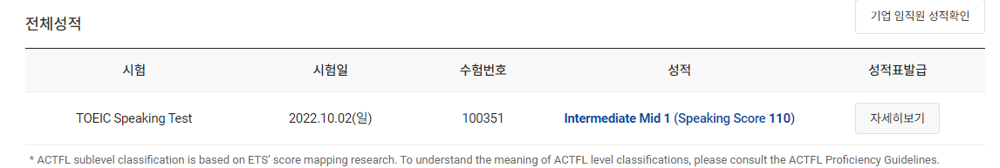 전체성적
기업 임직원 성적확인
시험 시험일 수험번호 성적 성적표발급
TOEIC Speaking Test 2022.10.02(일) 100351 Intermediate Mid 1 (Speaking Score 110) 자세히보기
* ACTFL sublevel classification is based on ETS' score mapping research. To understand the meaning of ACTFL level classifications, please consult the ACTFL Proficiency Guidelines.